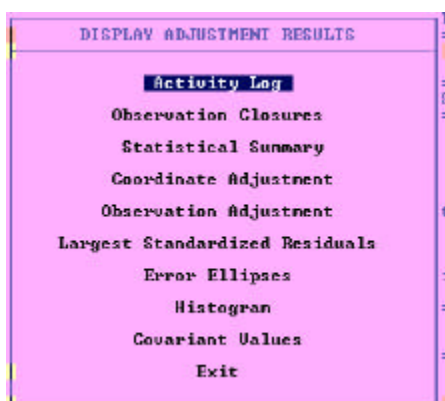 DISPLAY ADJUSTMENT RESULTS
Activity Log
Observation Closures
Statistical Summary
Coordinate Adjustment
Observation Adjustment
Largest Standardized Residuals
Error Ellipses
Histogram
Covariant Values
Exit